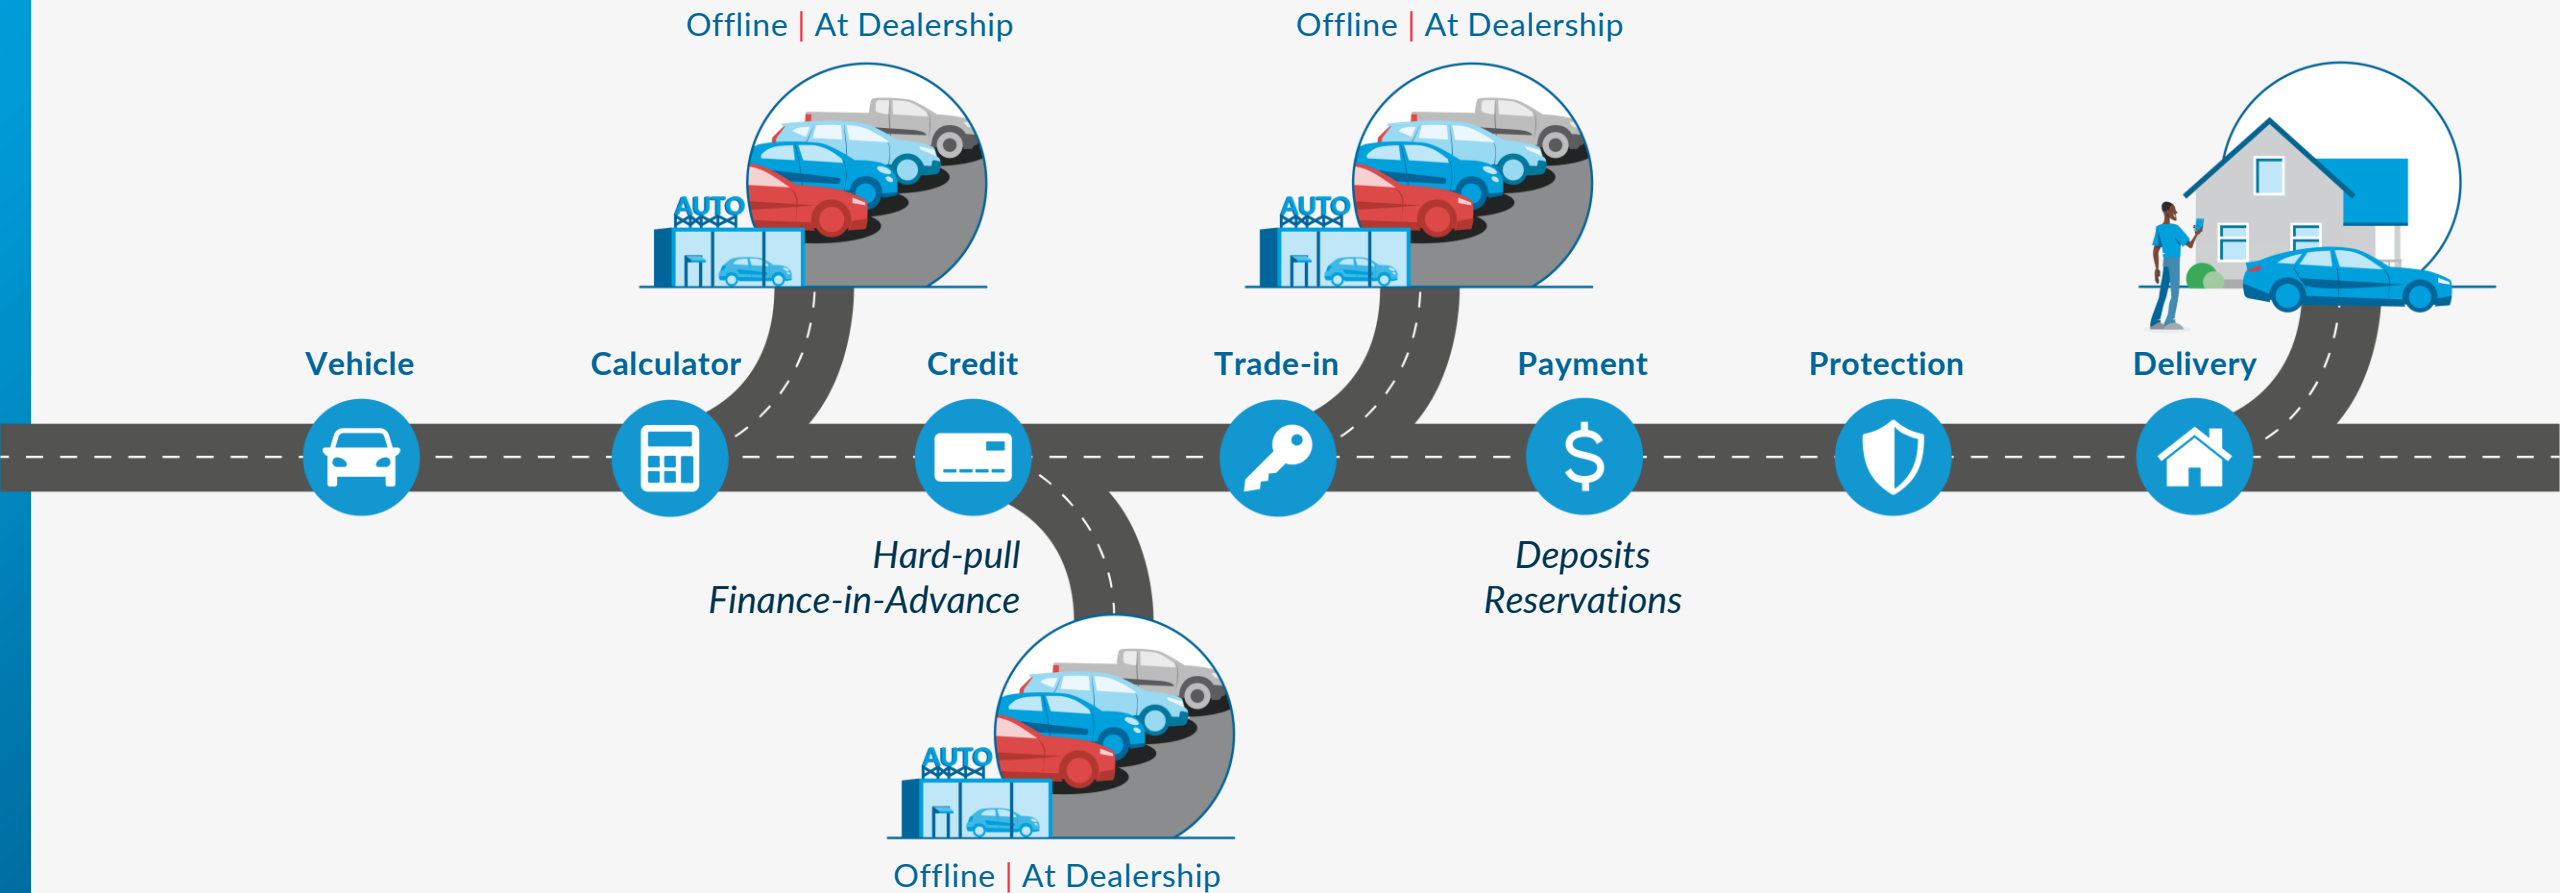 Offline | At Dealership
Offline | At Dealership
AUTO
AUTO
Vehicle
Calculator
Credit
Trade-in
Payment
Protection
Delivery
$
Hard-pull
Finance-in-Advance
Deposits
Reservations
AUTO
Offline | At Dealership